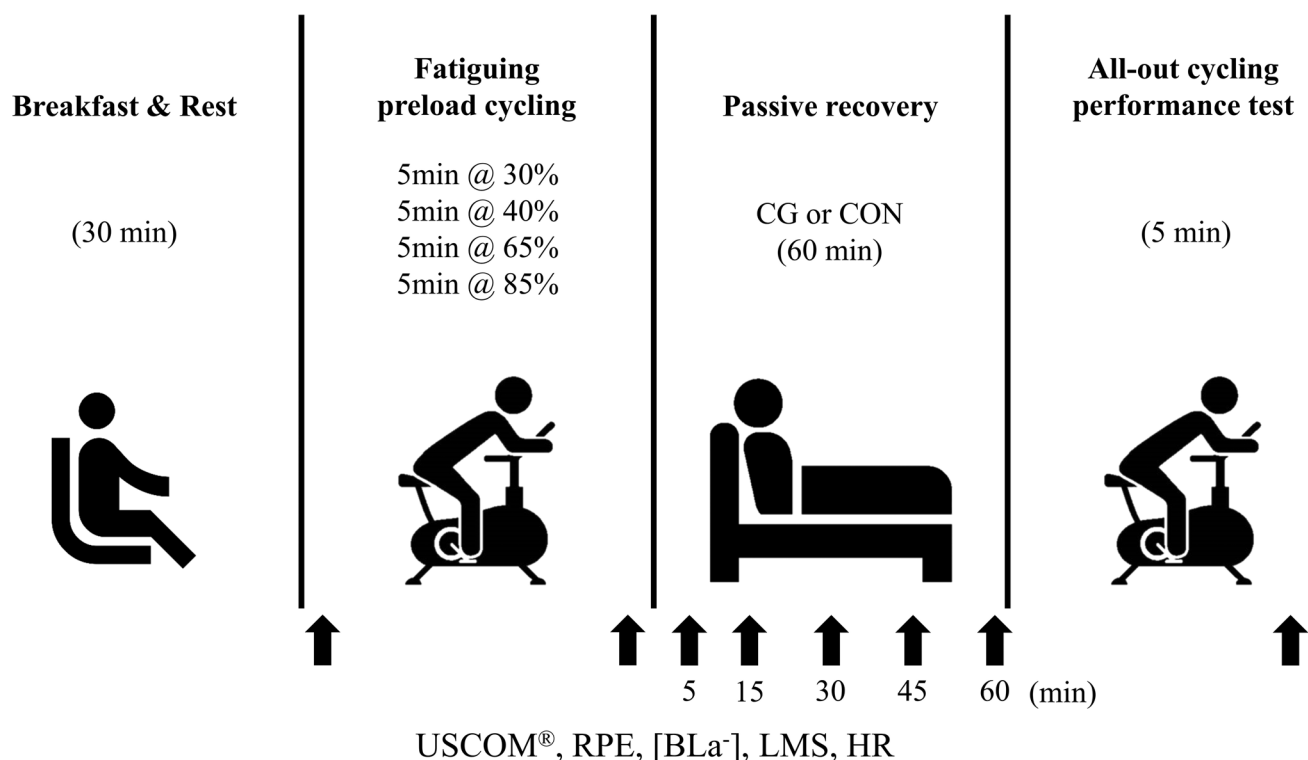 Breakfast & Rest
(30 min)
Fatiguing
preload cycling
5min @ 30%
5min @ 40%
5min @ 65%
5min @ 85%
Passive recovery
CG or CON
(60 min)
All-out cycling
performance test
(5 min)
5 15 30 45 60 (min)
USCOM®, RPE, [BLa⁻], LMS, HR